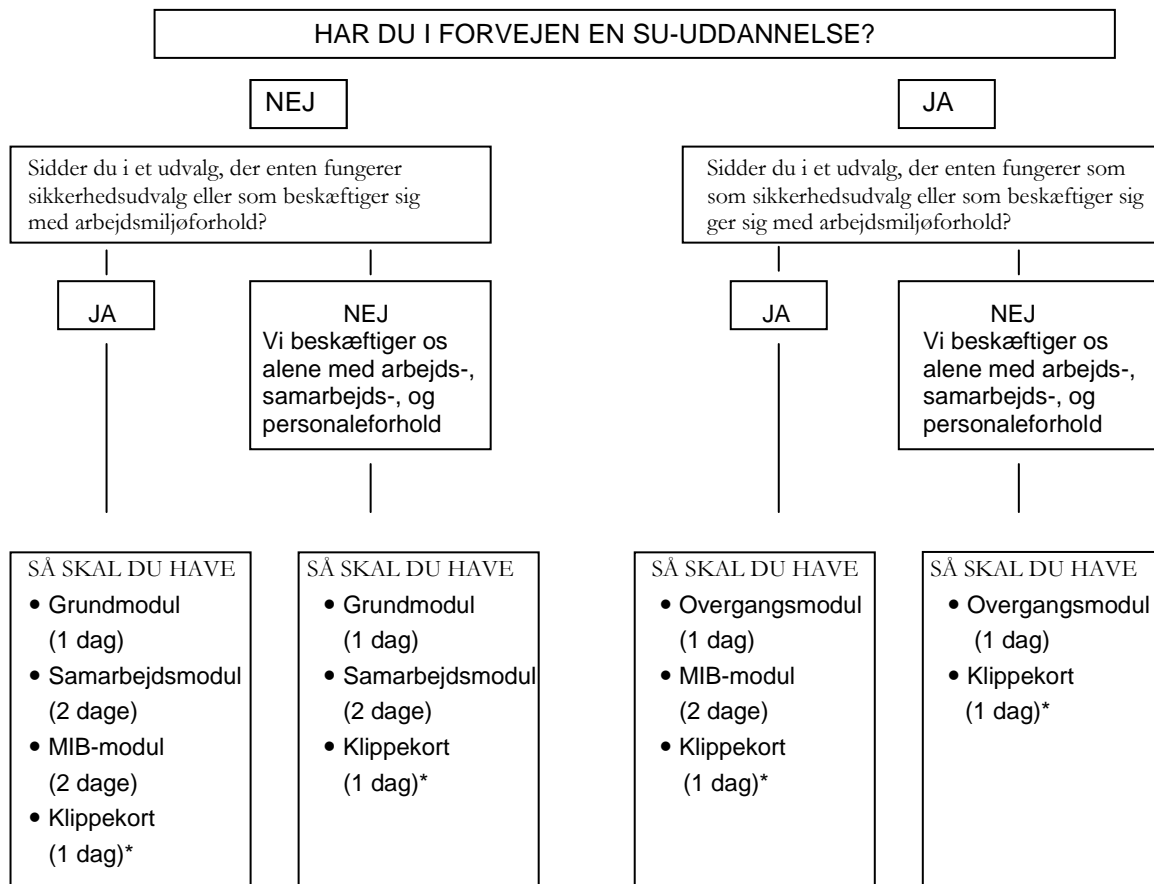 HAR DU I FORVEJEN EN SU-UDDANNELSE?
NEJ
Sidder du i et udvalg, der enten fungerer
sikkerhedsudvalg eller som beskæftiger sig
med arbejdsmiljøforhold?
JA
NEJ
Vi beskæftiger os
alene med arbejds-,
samarbejds-, og
personaleforhold
JA
Sidder du i et udvalg, der enten fungerer som
som sikkerhedsudvalg eller som beskæftiger sig
ger sig med arbejdsmiljøforhold?
JA
NEJ
Vi beskæftiger os
alene med arbejds-,
samarbejds-, og
personaleforhold
SÅ SKAL DU HAVE
• Grundmodul
(1 dag)
• Samarbejdsmodul
(2 dage)
• MIB-modul
(2 dage)
• Klippekort
(1 dag)*
SÅ SKAL DU HAVE
• Grundmodul
(1 dag)
• Samarbejdsmodul
(2 dage)
• Klippekort
(1 dag)*
SÅ SKAL DU HAVE
• Overgangsmodul
(1 dag)
• MIB-modul
(2 dage)
• Klippekort
(1 dag)*
SÅ SKAL DU HAVE
• Overgangsmodul
(1 dag)
• Klippekort
(1 dag)*